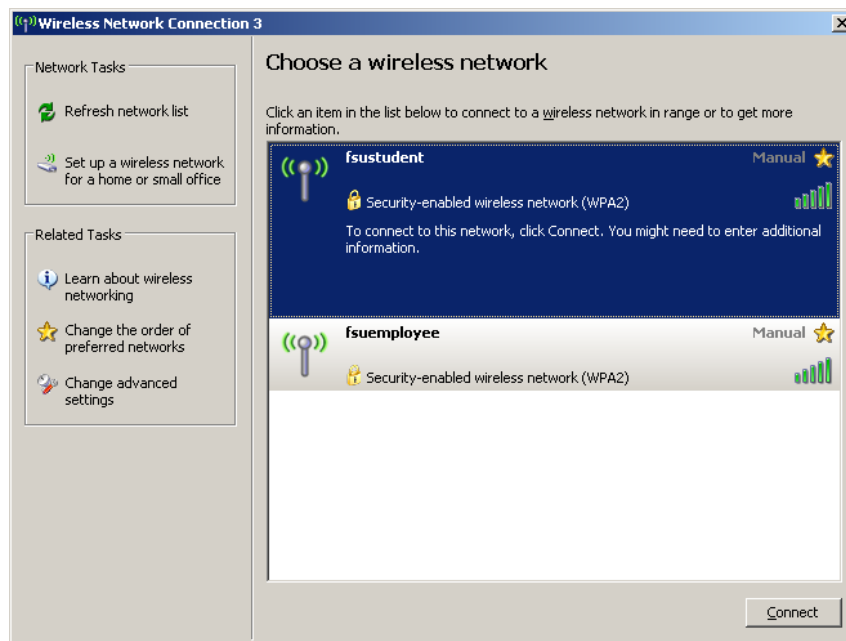 Wireless Network Connection 3
Network Tasks
Refresh network list
Set up a wireless network
for a home or small office
Related Tasks
Learn about wireless
networking
Change the order of
preferred networks
Change advanced
settings
Choose a wireless network
Click an item in the list below to connect to a wireless network in range or to get more
information.
fsustudent Manual
Security-enabled wireless network (WPA2)
To connect to this network, click Connect. You might need to enter additional
information.
fsuemployee Manual
Security-enabled wireless network (WPA2)
Connect